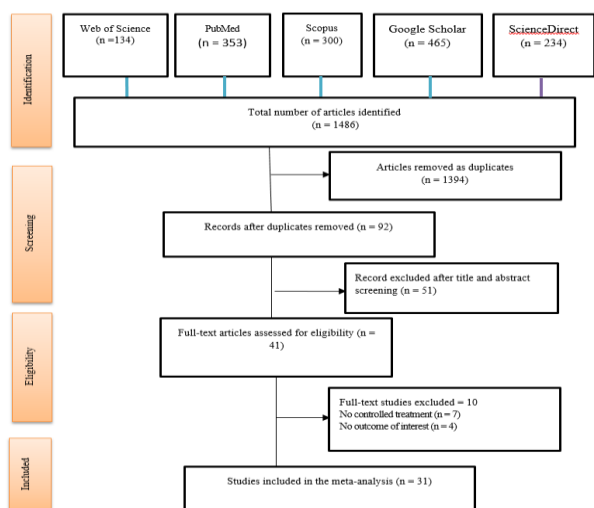 Identification
Web of Science
(n =134)
PubMed
(n = 353)
Scopus
(n = 300)
Google Scholar
(n = 465)
ScienceDirect
(n = 234)
Total number of articles identified
(n = 1486)
Articles removed as duplicates
(n = 1394)
Screening
Records after duplicates removed (n = 92)
Record excluded after title and abstract
screening (n = 51)
Eligibility
Full-text articles assessed for eligibility (n =
41)
Full-text studies excluded = 10
No controlled treatment (n = 7)
No outcome of interest (n = 4)
Included
Studies included in the meta-analysis (n = 31)